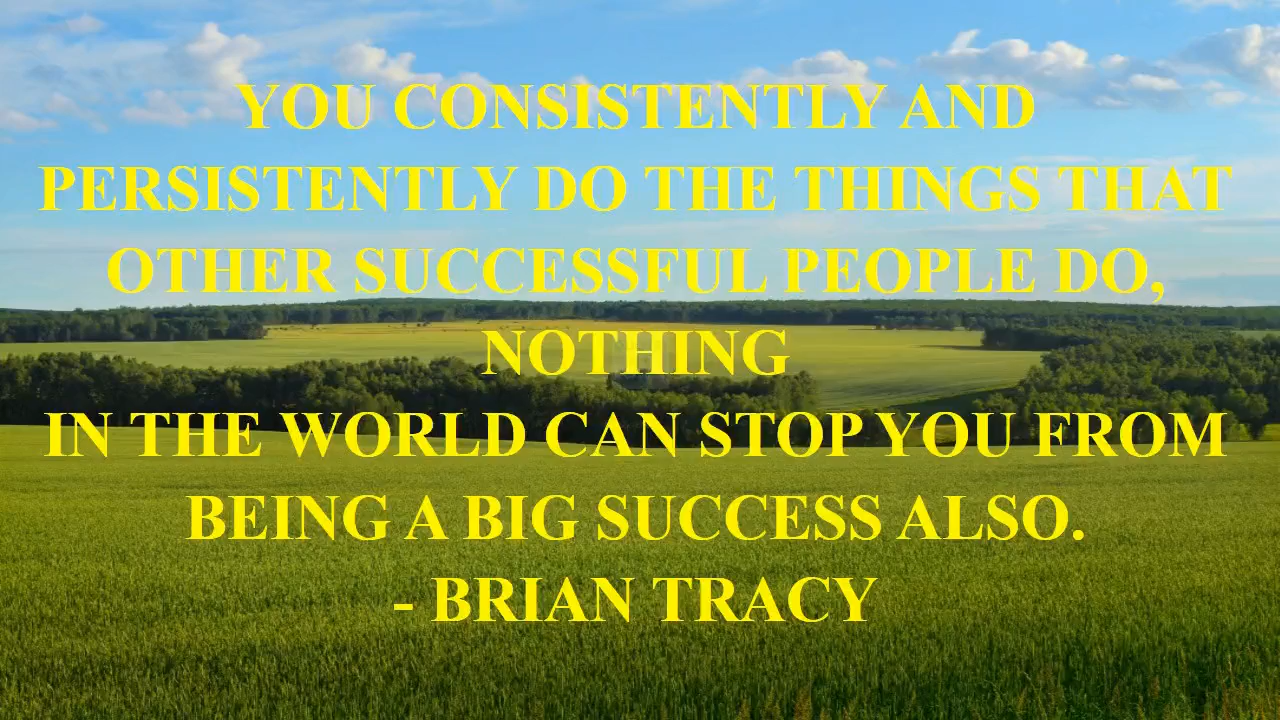 YOU CONSISTENTLY AND
PERSISTENTLY DO THE THINGS THAT
OTHER SUCCESSFUL PEOPLE DO,
NOTHING
IN THE WORLD CAN STOP YOU FROM
BEING A BIG SUCCESS ALSO.
- BRIAN TRACY